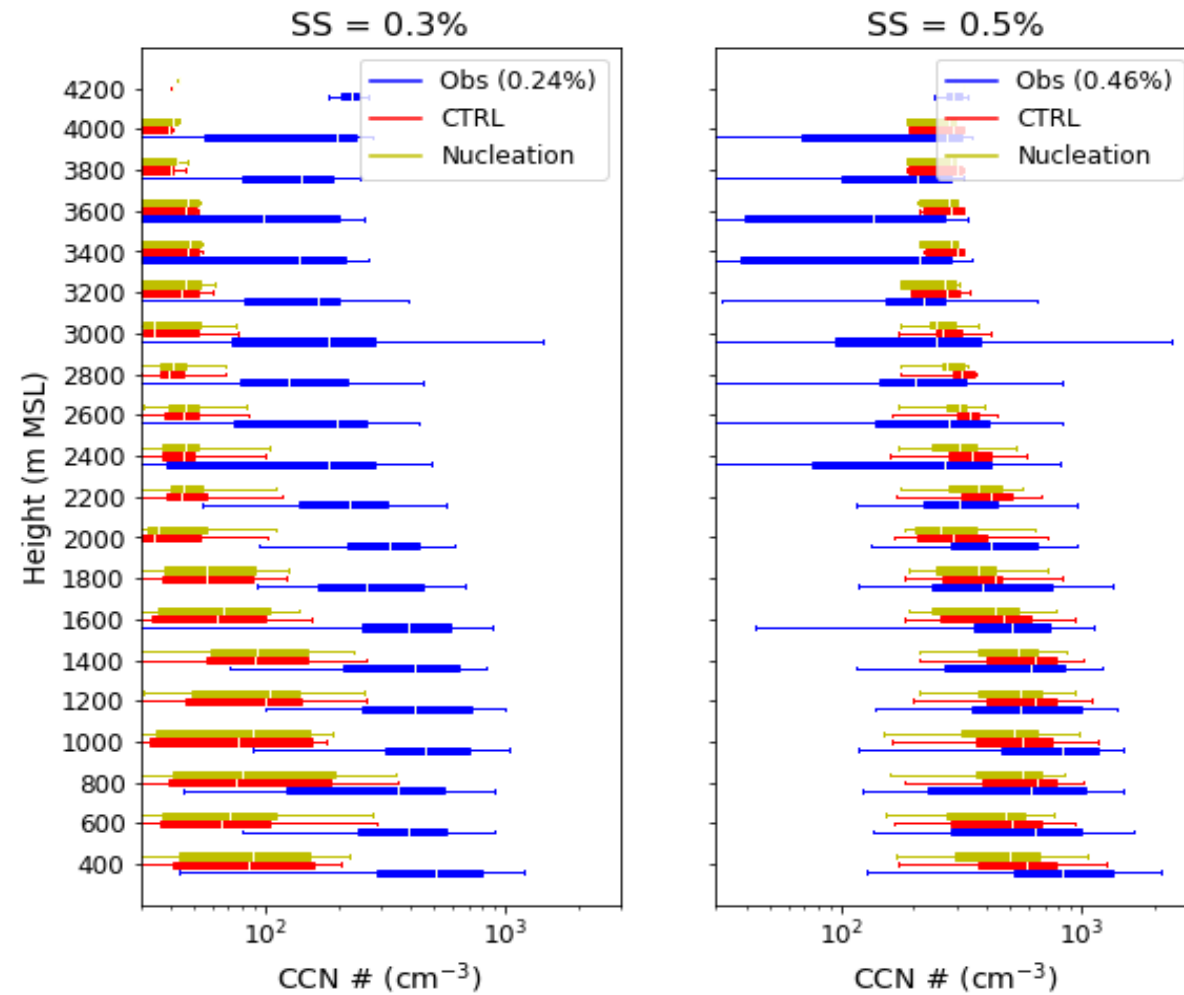 SS = 0.3%
Obs (0.24%)
CTRL
Nucleation
Height (m MSL)
4200
4000
3800
3600
3400
3200
3000
2800
2600
2400
2200
2000
1800
1600
1400
1200
1000
800
600
400
10²
10³
CCN # (cm⁻³)
SS = 0.5%
Obs (0.46%)
CTRL
Nucleation
10²
10³
CCN # (cm⁻³)